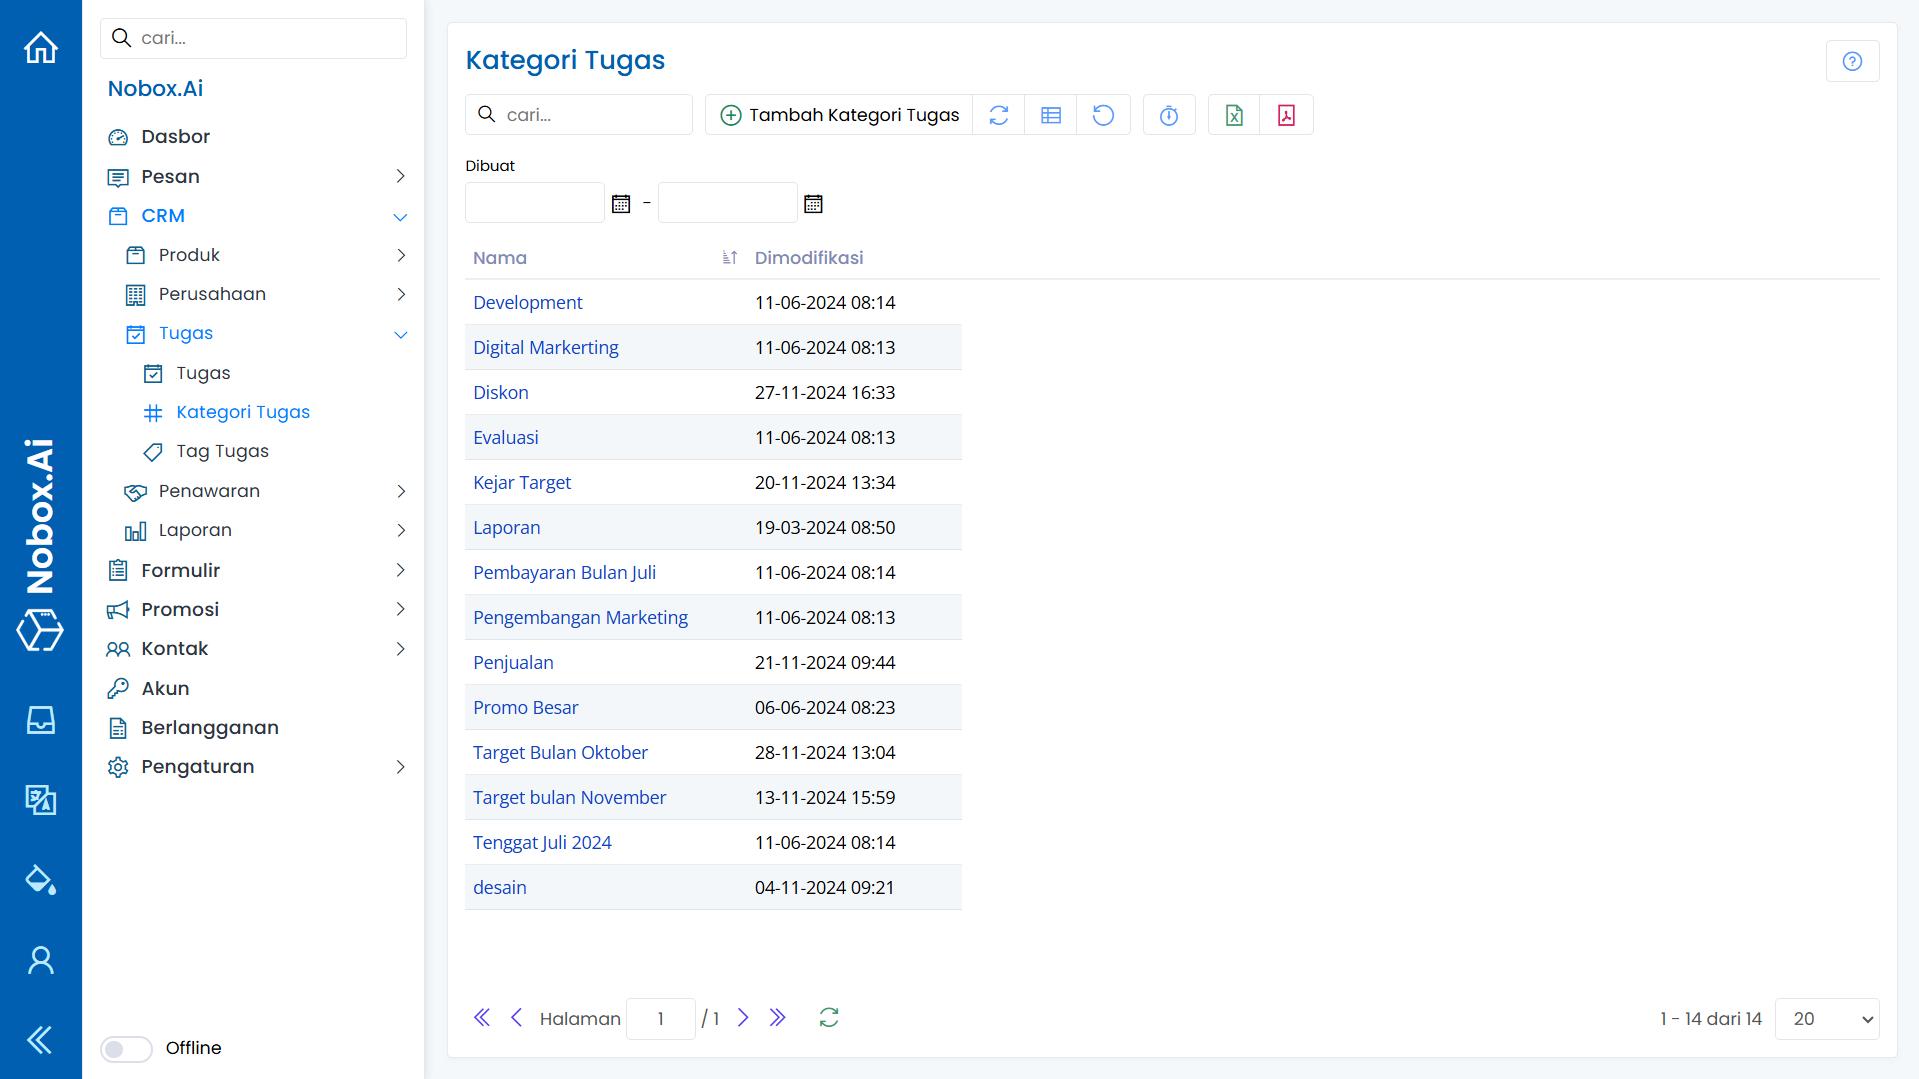 cari...
Nobox.Ai
Dasbor
Pesan
CRM
Produk
Perusahaan
Tugas
Tugas
Kategori Tugas
Tag Tugas
Penawaran
Laporan
Formulir
Promosi
Kontak
Akun
Berlangganan
Pengaturan
Offline
Nobox.Ai
Kategori Tugas
cari...
Tambah Kategori Tugas
Dibuat
-
Nama Dimodifikasi
Development 11-06-2024 08:14
Digital Markerting 11-06-2024 08:13
Diskon 27-11-2024 16:33
Evaluasi 11-06-2024 08:13
Kejar Target 20-11-2024 13:34
Laporan 19-03-2024 08:50
Pembayaran Bulan Juli 11-06-2024 08:14
Pengembangan Marketing 11-06-2024 08:13
Penjualan 21-11-2024 09:44
Promo Besar 06-06-2024 08:23
Target Bulan Oktober 28-11-2024 13:04
Target bulan November 13-11-2024 15:59
Tenggat Juli 2024 11-06-2024 08:14
desain 04-11-2024 09:21
Halaman 1 / 1
1 - 14 dari 14 20